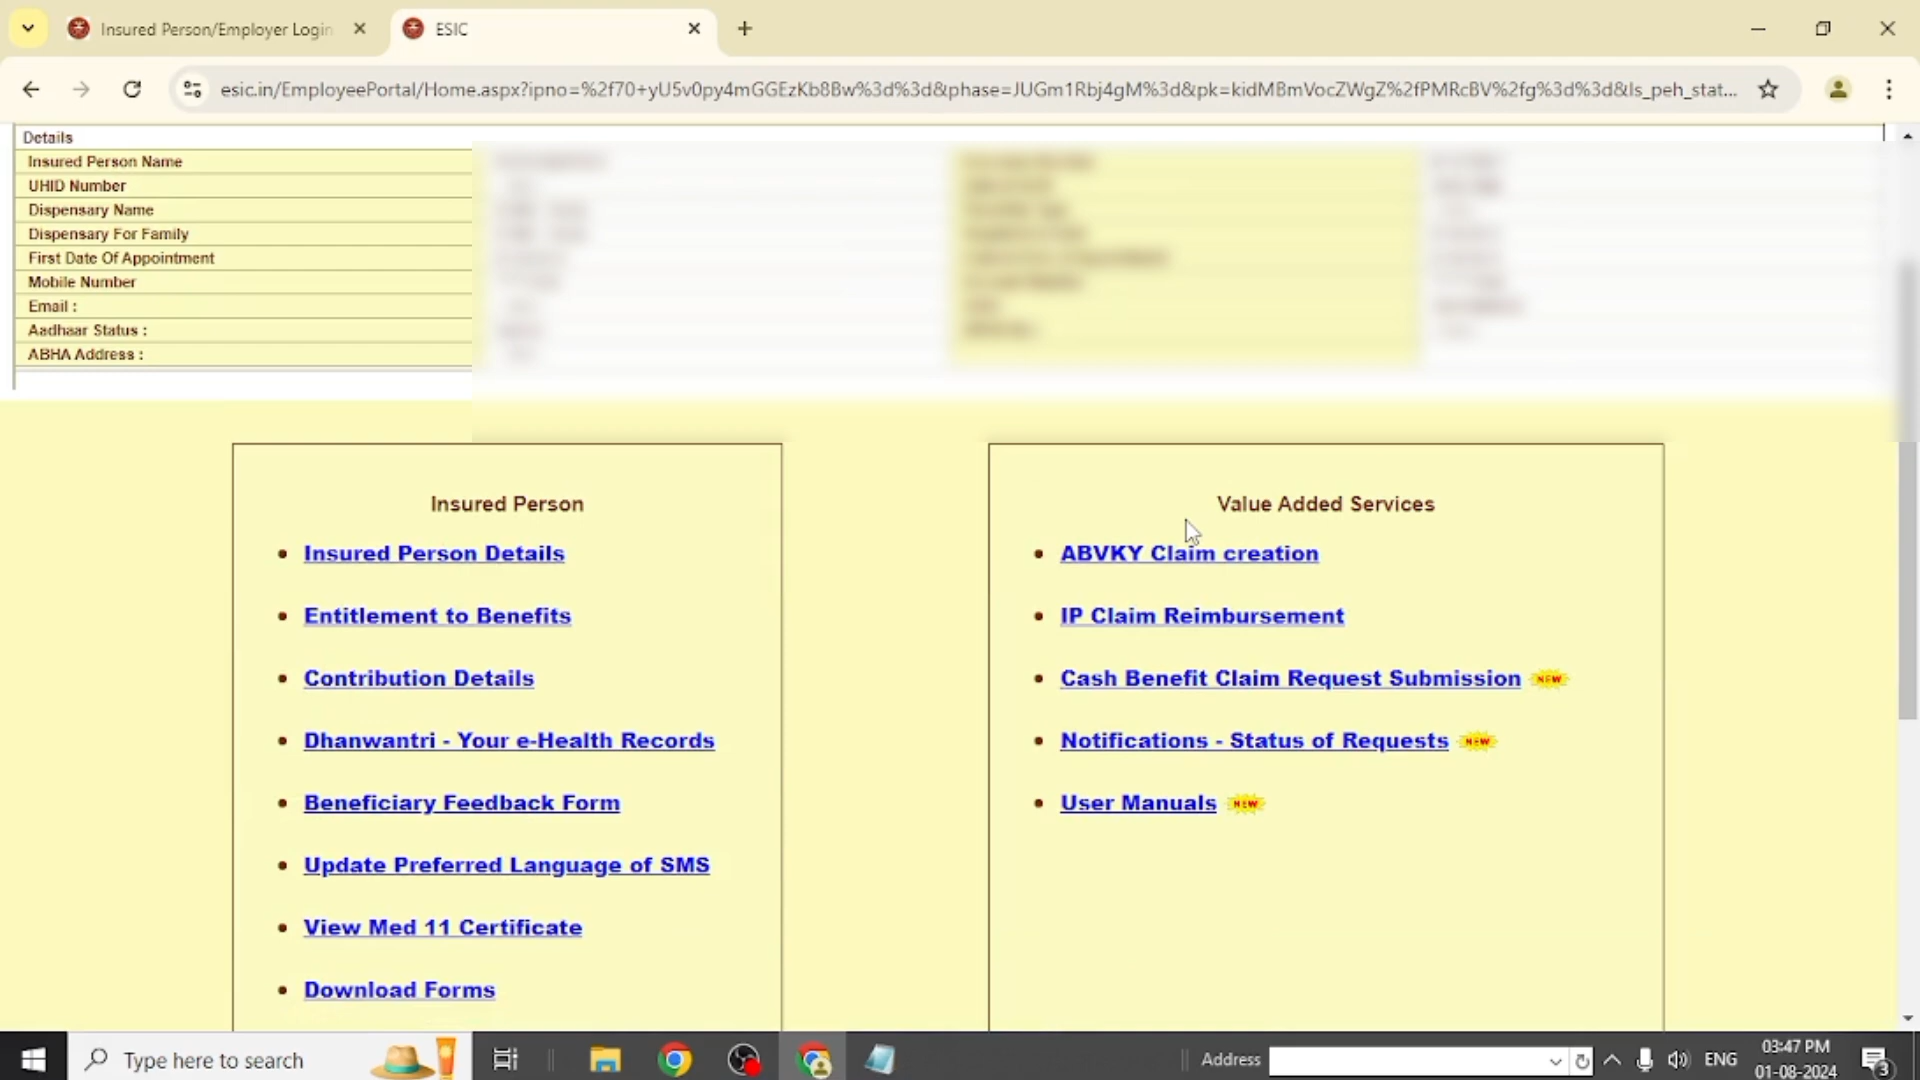 Insured Person/Employer Login
ESIC
esic.in/EmployeePortal/Home.aspx?ipno=%2f70+yU5v0py4mGGEzKb8Bw%3d%3d&phase=JUGm1Rbj4gM%3d&pk=kidMBmVocZWgZ%2fPMRcBV%2fg%3d%3d&ls_peh_stat...
Details
Insured Person Name
UHID Number
Dispensary Name
Dispensary For Family
First Date Of Appointment
Mobile Number
Email :
Aadhaar Status :
ABHA Address :
Insured Person
Insured Person Details
Entitlement to Benefits
Contribution Details
Dhanwantri - Your e-Health Records
Beneficiary Feedback Form
Update Preferred Language of SMS
View Med 11 Certificate
Download Forms
Value Added Services
ABVKY Claim creation
IP Claim Reimbursement
Cash Benefit Claim Request Submission NEW
Notifications - Status of Requests NEW
User Manuals NEW
Type here to search
Address
ENG
03:47 PM
01-08-2024
3